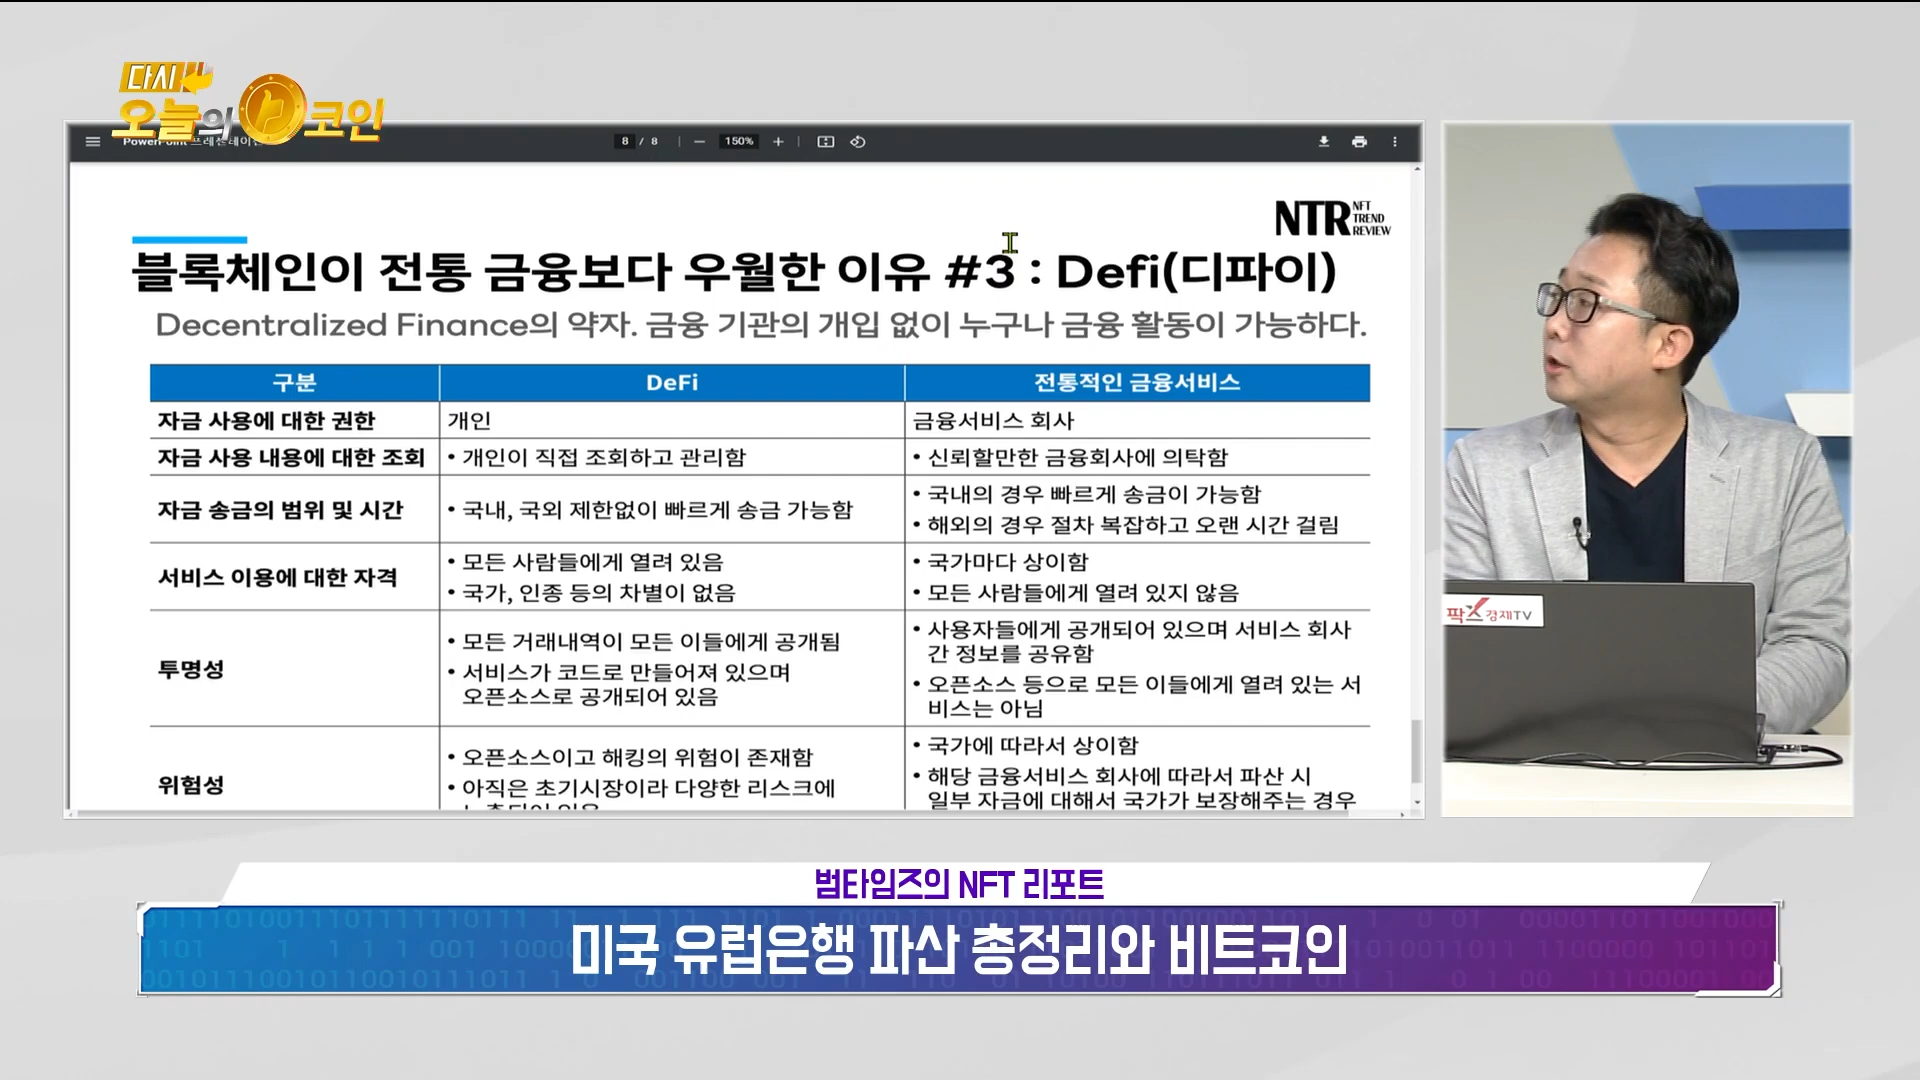 다시
오늘의 코인
PowerPoint 프레젠테이션
8 / 8
150%
NTR NFT TREND REVIEW
블록체인이 전통 금융보다 우월한 이유 #3 : Defi(디파이)
Decentralized Finance의 약자. 금융 기관의 개입 없이 누구나 금융 활동이 가능하다.
구분 DeFi 전통적인 금융서비스
자금 사용에 대한 권한 개인 금융서비스 회사
자금 사용 내용에 대한 조회 • 개인이 직접 조회하고 관리함 • 신뢰할만한 금융회사에 의탁함
자금 송금의 범위 및 시간
• 국내, 국외 제한없이 빠르게 송금 가능함
• 국내의 경우 빠르게 송금이 가능함
• 해외의 경우 절차 복잡하고 오랜 시간 걸림
서비스 이용에 대한 자격
• 모든 사람들에게 열려 있음
• 국가, 인종 등의 차별이 없음
• 국가마다 상이함
• 모든 사람들에게 열려 있지 않음
투명성
• 모든 거래내역이 모든 이들에게 공개됨
• 서비스가 코드로 만들어져 있으며
오픈소스로 공개되어 있음
• 사용자들에게 공개되어 있으며 서비스 회사
간 정보를 공유함
• 오픈소스 등으로 모든 이들에게 열려 있는 서
비스는 아님
위험성
• 오픈소스이고 해킹의 위험이 존재함
• 아직은 초기시장이라 다양한 리스크에
• 국가에 따라서 상이함
• 해당 금융서비스 회사에 따라서 파산 시
일부 자금에 대해서 국가가 보장해주는 경우
팍스경제TV
범타임즈의 NFT 리포트
미국 유럽은행 파산 총정리와 비트코인